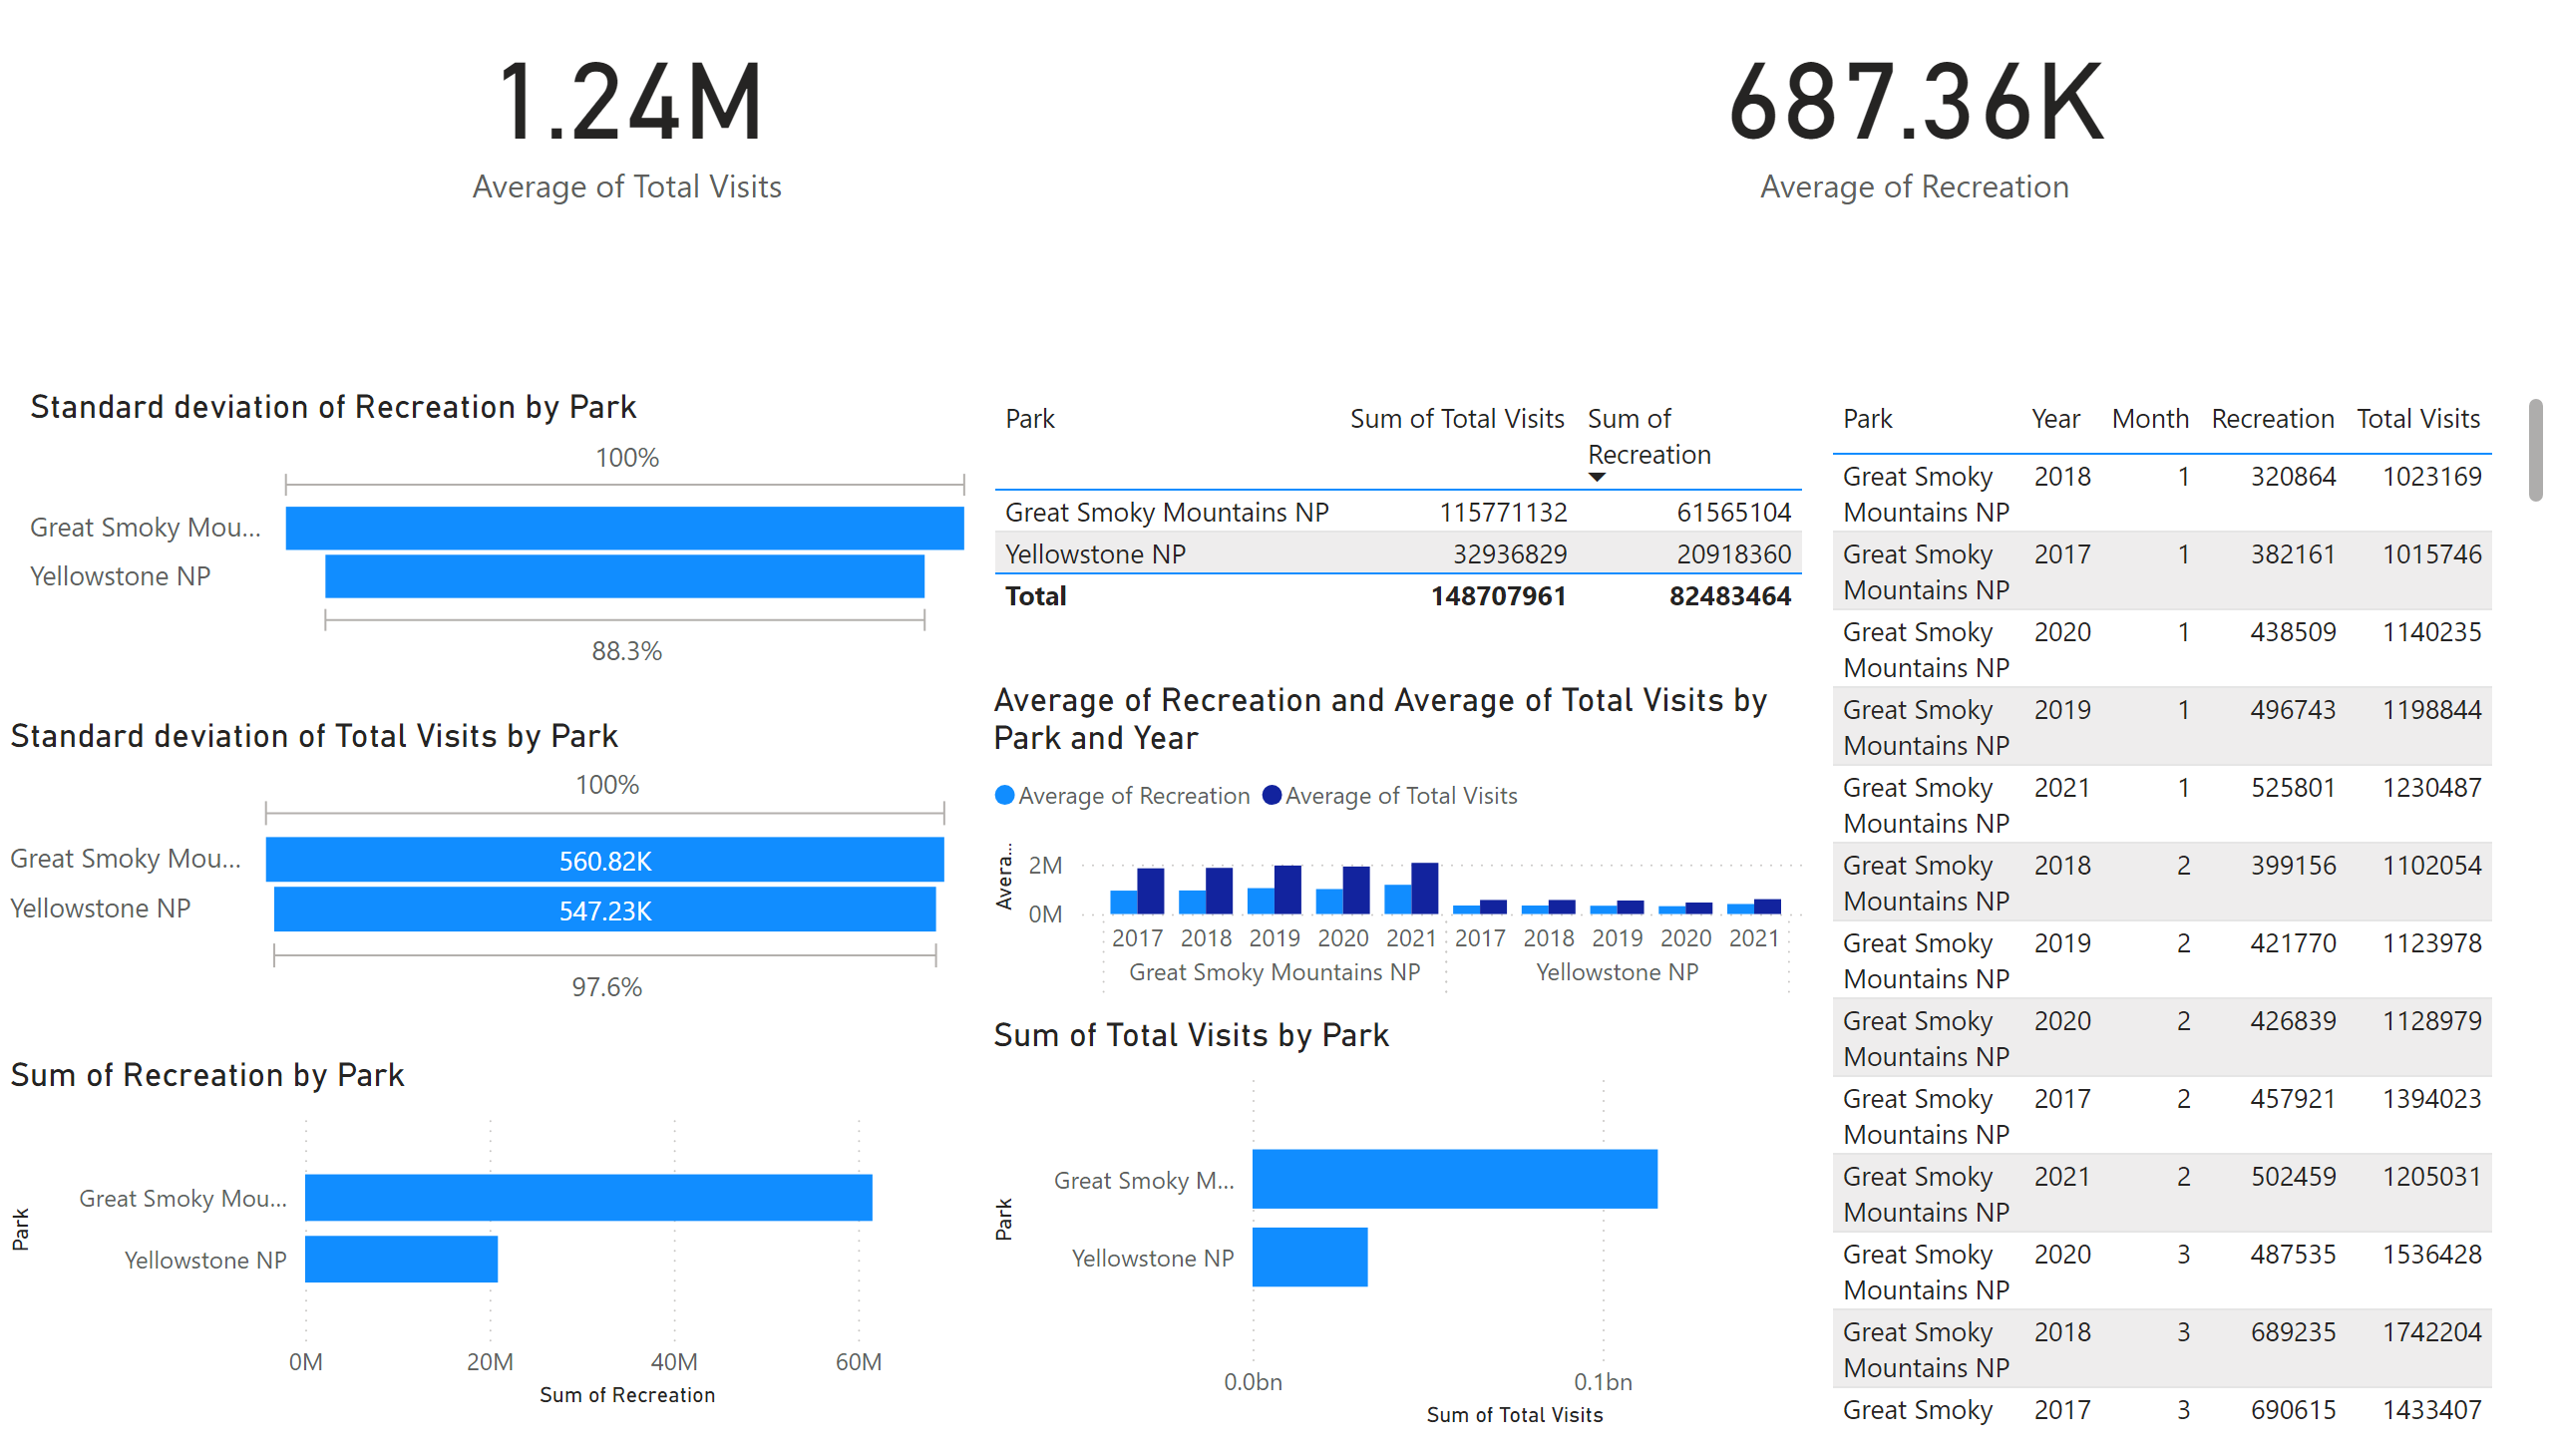 1.24M
Average of Total Visits
687.36K
Average of Recreation
Standard deviation of Recreation by Park
100%
Great Smoky Mou...
Yellowstone NP
88.3%
Standard deviation of Total Visits by Park
100%
Great Smoky Mou... 560.82K
Yellowstone NP 547.23K
97.6%
Sum of Recreation by Park
Park
Great Smoky Mou...
Yellowstone NP
0M 20M 40M 60M
Sum of Recreation
Park Sum of Total Visits Sum of
Recreation
Great Smoky Mountains NP 115771132 61565104
Yellowstone NP 32936829 20918360
Total 148707961 82483464
Average of Recreation and Average of Total Visits by
Park and Year
Average of Recreation Average of Total Visits
Avera...
2M
0M
2017 2018 2019 2020 2021 2017 2018 2019 2020 2021
Great Smoky Mountains NP Yellowstone NP
Sum of Total Visits by Park
Park
Great Smoky M...
Yellowstone NP
0.0bn 0.1bn
Sum of Total Visits
Park Year Month Recreation Total Visits
Great Smoky 2018 1 320864 1023169
Mountains NP
Great Smoky 2017 1 382161 1015746
Mountains NP
Great Smoky 2020 1 438509 1140235
Mountains NP
Great Smoky 2019 1 496743 1198844
Mountains NP
Great Smoky 2021 1 525801 1230487
Mountains NP
Great Smoky 2018 2 399156 1102054
Mountains NP
Great Smoky 2019 2 421770 1123978
Mountains NP
Great Smoky 2020 2 426839 1128979
Mountains NP
Great Smoky 2017 2 457921 1394023
Mountains NP
Great Smoky 2021 2 502459 1205031
Mountains NP
Great Smoky 2020 3 487535 1536428
Mountains NP
Great Smoky 2018 3 689235 1742204
Mountains NP
Great Smoky 2017 3 690615 1433407